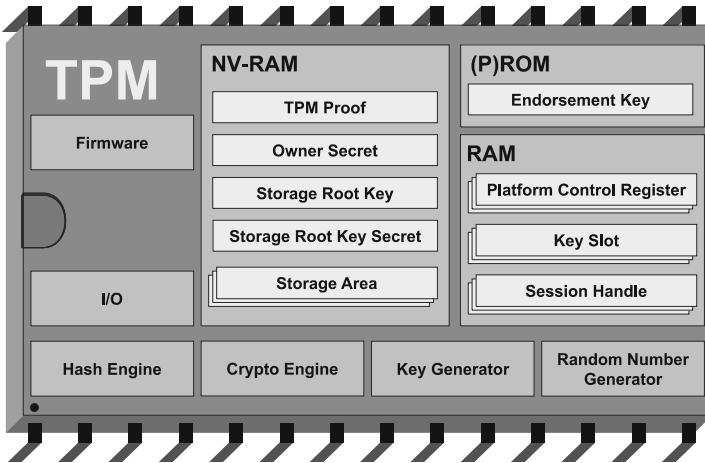 TPM
Firmware
I/O
NV-RAM
TPM Proof
Owner Secret
Storage Root Key
Storage Root Key Secret
Storage Area
(P)ROM
Endorsement Key
RAM
Platform Control Register
Key Slot
Session Handle
Hash Engine
Crypto Engine
Key Generator
Random Number
Generator